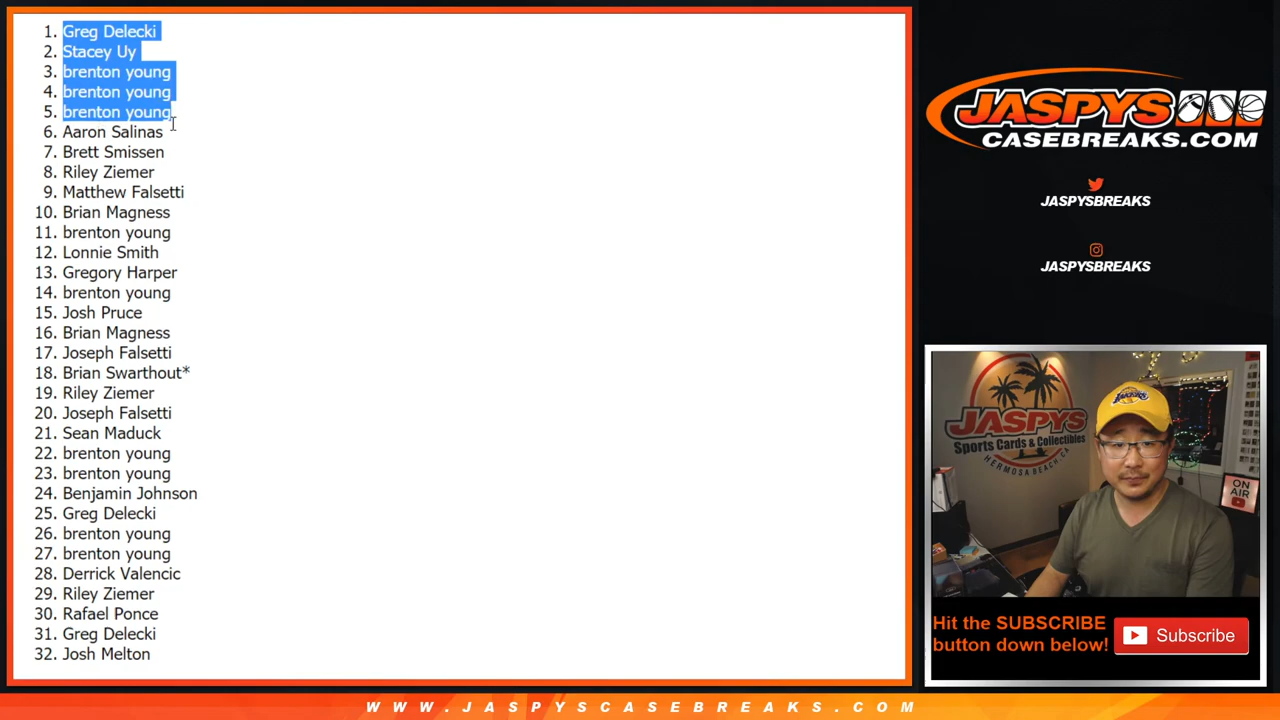 1. Greg Delecki
2. Stacey Uy
3. brenton young
4. brenton young
5. brenton young
6. Aaron Salinas
7. Brett Smissen
8. Riley Ziemer
9. Matthew Falsetti
10. Brian Magness
11. brenton young
12. Lonnie Smith
13. Gregory Harper
14. brenton young
15. Josh Pruce
16. Brian Magness
17. Joseph Falsetti
18. Brian Swarthout*
19. Riley Ziemer
20. Joseph Falsetti
21. Sean Maduck
22. brenton young
23. brenton young
24. Benjamin Johnson
25. Greg Delecki
26. brenton young
27. brenton young
28. Derrick Valencic
29. Riley Ziemer
30. Rafael Ponce
31. Greg Delecki
32. Josh Melton
JASPYS
CASEBREAKS.COM
JASPYSBREAKS
JASPYSBREAKS
JASPYS
Sports Cards & Collectibles
HERMOSA BEACH, CA
LAKERS
ON AIR
Hit the SUBSCRIBE
button down below!
Subscribe
WWW.JASPYSCASEBREAKS.COM